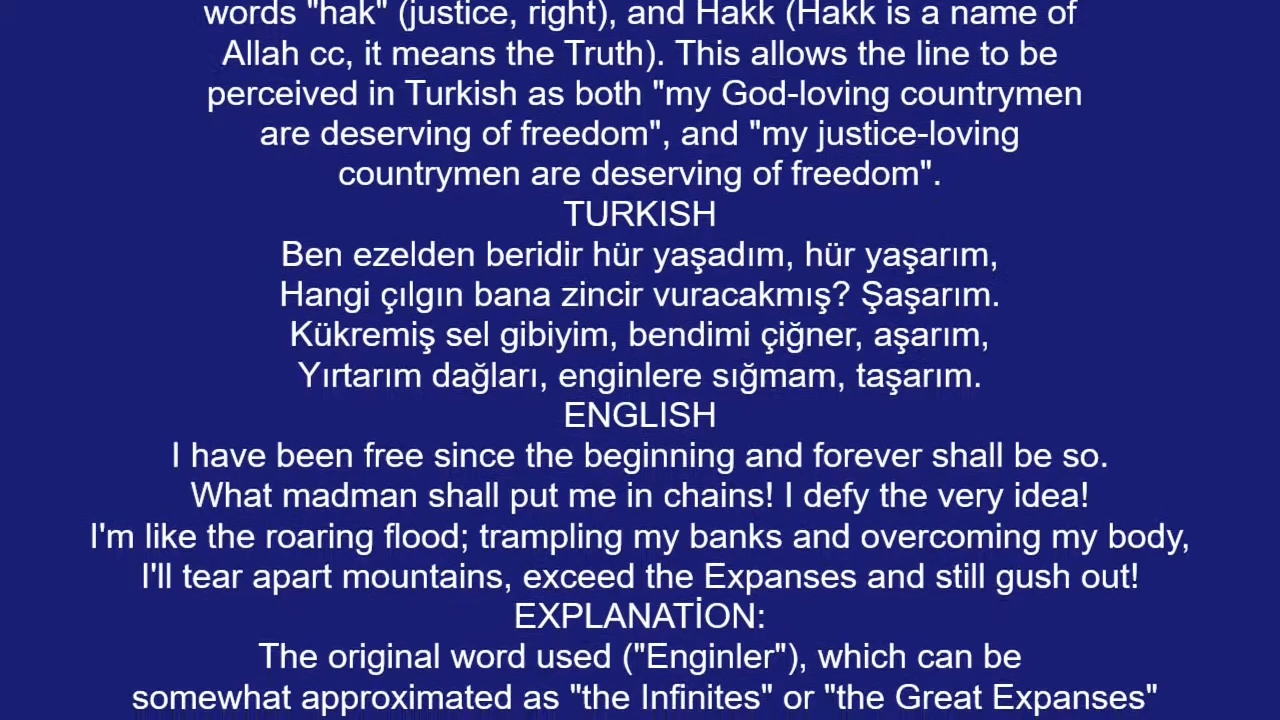 words "hak" (justice, right), and Hakk (Hakk is a name of
Allah cc, it means the Truth). This allows the line to be
perceived in Turkish as both "my God-loving countrymen
are deserving of freedom", and "my justice-loving
countrymen are deserving of freedom".
TURKISH
Ben ezelden beridir hür yaşadım, hür yaşarım,
Hangi çılgın bana zincir vuracakmış? Şaşarım.
Kükremiş sel gibiyim, bendimi çiğner, aşarım,
Yırtarım dağları, enginlere sığmam, taşarım.
ENGLISH
I have been free since the beginning and forever shall be so.
What madman shall put me in chains! I defy the very idea!
I'm like the roaring flood; trampling my banks and overcoming my body,
I'll tear apart mountains, exceed the Expanses and still gush out!
EXPLANATİON:
The original word used ("Enginler"), which can be
somewhat approximated as "the Infinites" or "the Great Expanses"